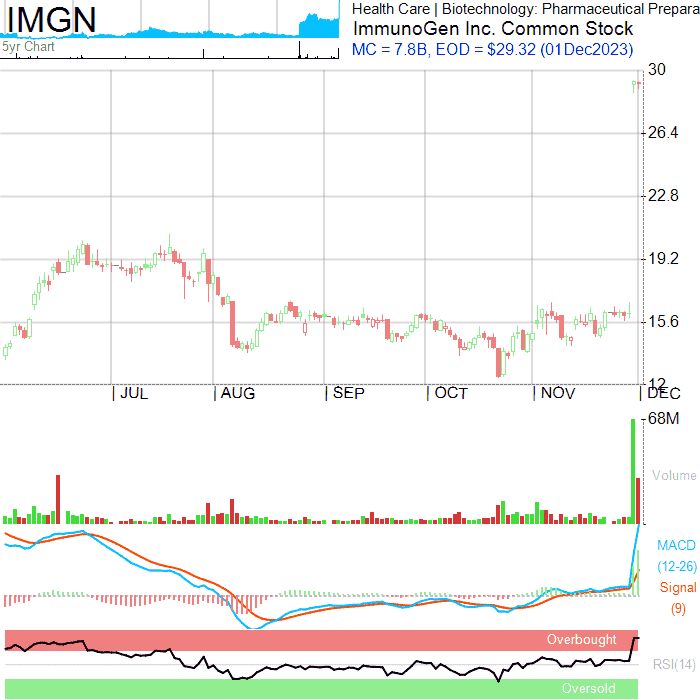 IMGN
5yr Chart
Health Care | Biotechnology: Pharmaceutical Prepara
ImmunoGen Inc. Common Stock
MC = 7.8B, EOD = $29.32 (01Dec2023)
30
26.4
22.8
19.2
15.6
12
JUL AUG SEP OCT NOV DEC
68M
Volume
MACD
(12-26)
Signal
(9)
Overbought
RSI(14)
Oversold